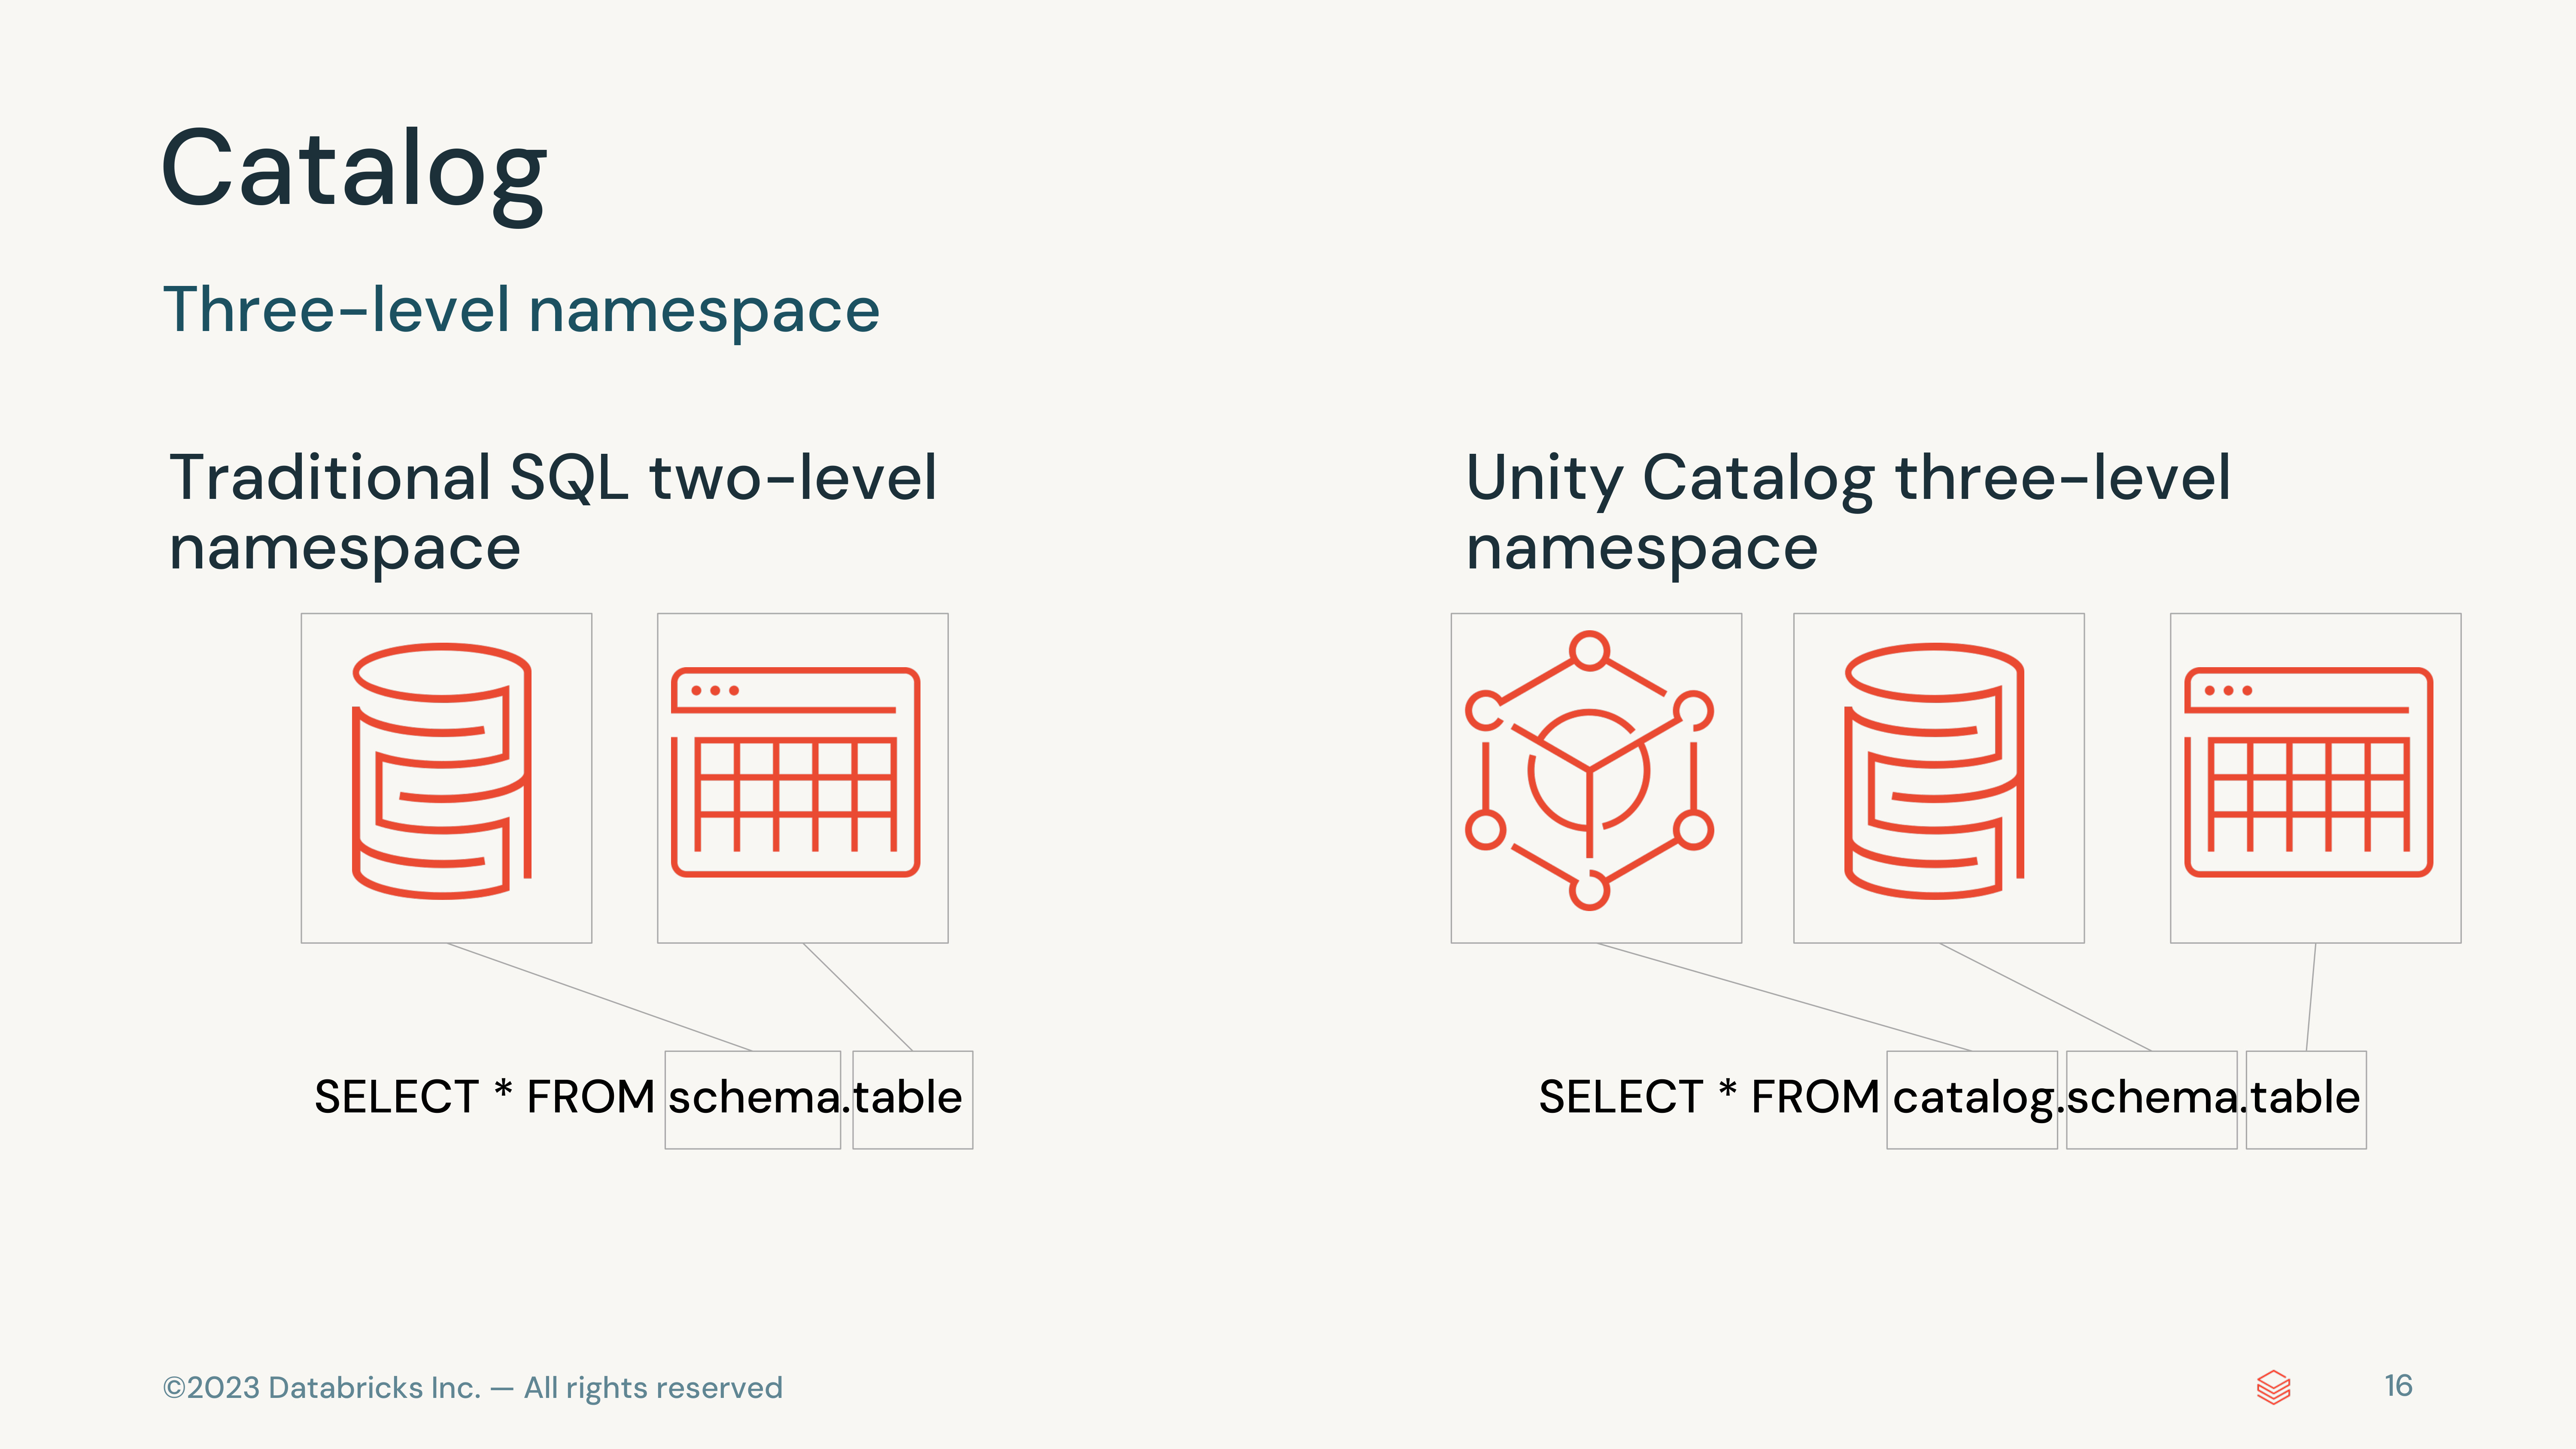 Catalog
Three-level namespace
Traditional SQL two-level
namespace
SELECT * FROM schema.table
Unity Catalog three-level
namespace
SELECT * FROM catalog.schema.table
©2023 Databricks Inc. — All rights reserved
16